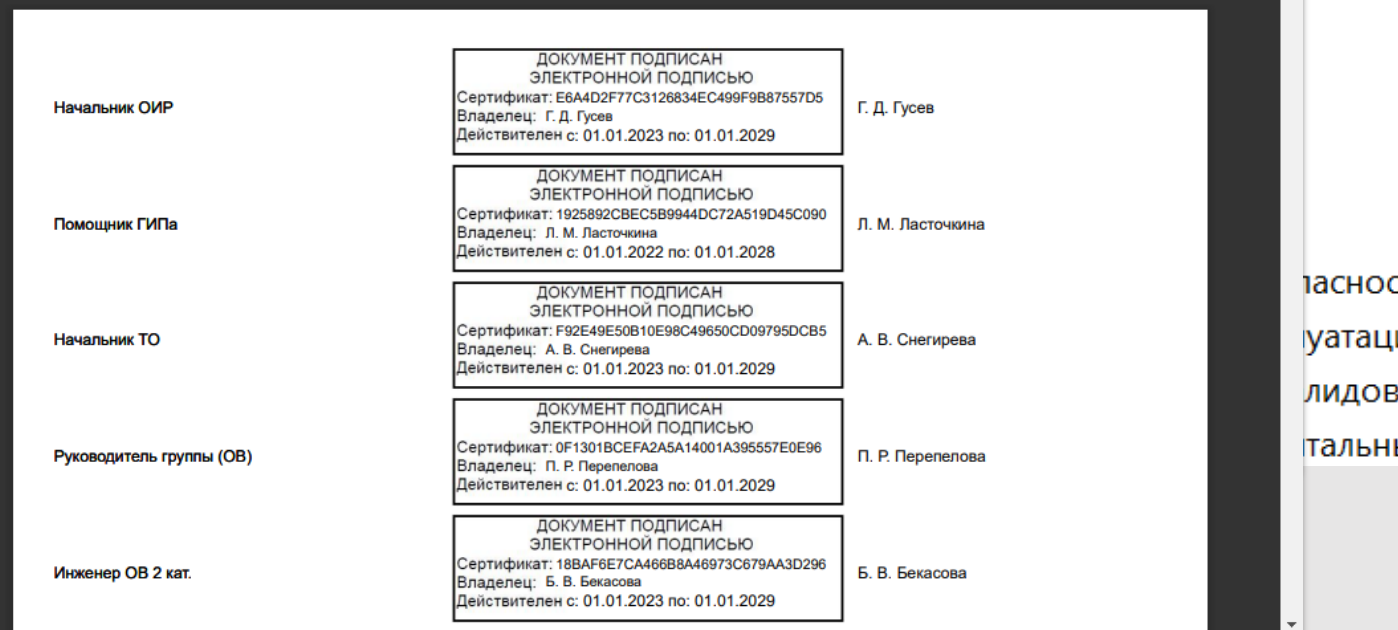 ДОКУМЕНТ ПОДПИСАН
ЭЛЕКТРОННОЙ ПОДПИСЬЮ
Начальник ОИР
Сертификат: E6A4D2F77C3126834EC499F9B87557D5
Владелец: Г. Д. Гусев
Действителен с: 01.01.2023 по: 01.01.2029
Г. Д. Гусев
ДОКУМЕНТ ПОДПИСАН
ЭЛЕКТРОННОЙ ПОДПИСЬЮ
Помощник ГИПа
Сертификат: 1925892CBEC5B9944DC72A519D45C090
Владелец: Л. М. Ласточкина
Действителен с: 01.01.2022 по: 01.01.2028
Л. М. Ласточкина
ДОКУМЕНТ ПОДПИСАН
ЭЛЕКТРОННОЙ ПОДПИСЬЮ
Начальник ТО
Сертификат: F92E49E50B10E98C49650CD09795DCB5
Владелец: А. В. Снегирева
Действителен с: 01.01.2023 по: 01.01.2029
А. В. Снегирева
ДОКУМЕНТ ПОДПИСАН
ЭЛЕКТРОННОЙ ПОДПИСЬЮ
Руководитель группы (ОВ)
Сертификат: 0F1301BCEFA2A5A14001A395557E0E96
Владелец: П. Р. Перепелова
Действителен с: 01.01.2023 по: 01.01.2029
П. Р. Перепелова
ДОКУМЕНТ ПОДПИСАН
ЭЛЕКТРОННОЙ ПОДПИСЬЮ
Инженер ОВ 2 кат.
Сертификат: 18BAF6E7CA466B8A46973C679AA3D296
Владелец: Б. В. Бекасова
Действителен с: 01.01.2023 по: 01.01.2029
Б. В. Бекасова